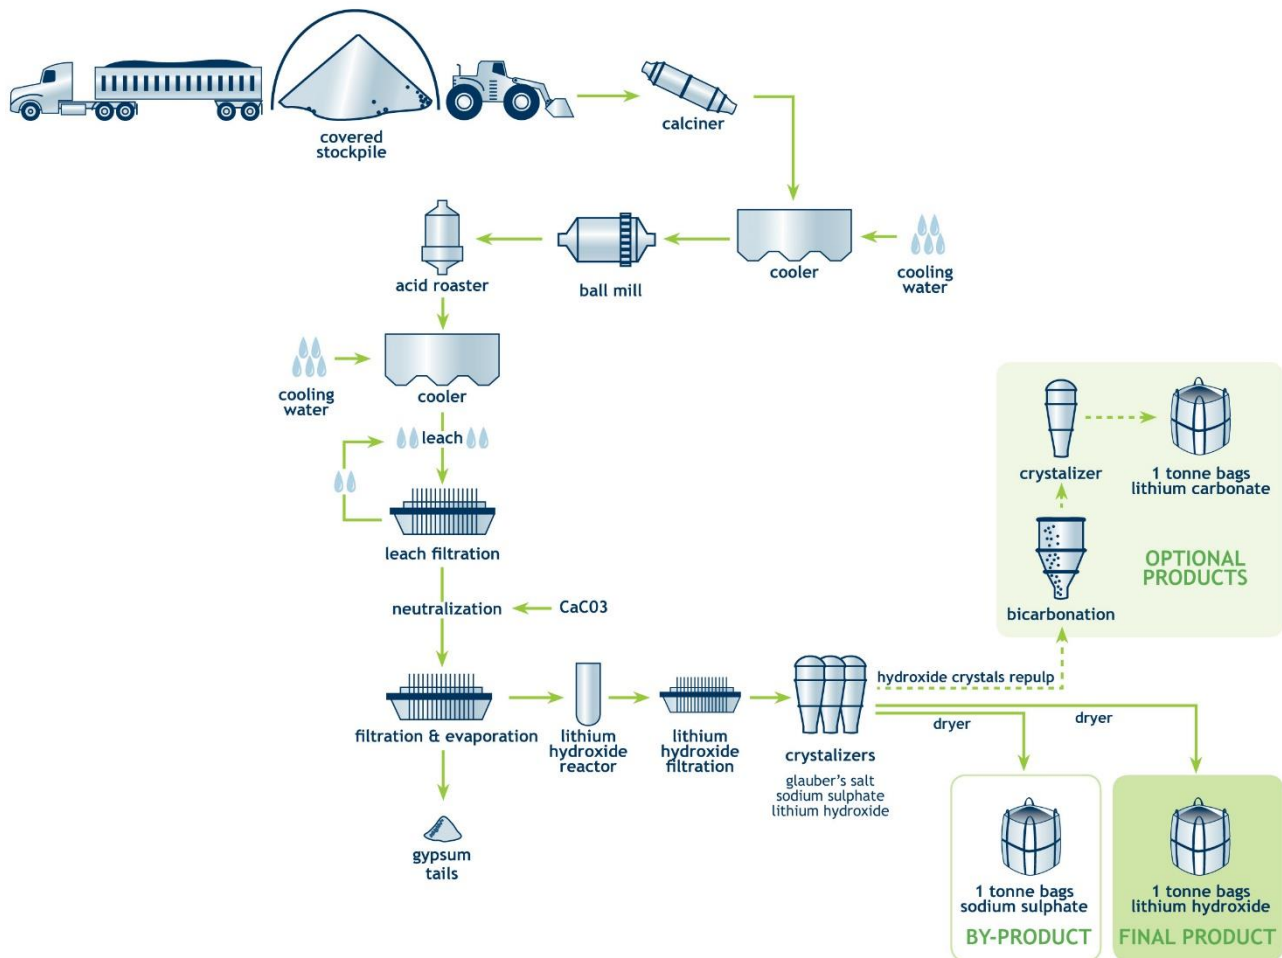 covered
stockpile
calciner
acid roaster
ball mill
cooler
cooling
water
cooling
water
cooler
leach
leach filtration
neutralization
CaC03
filtration & evaporation
lithium
hydroxide
reactor
lithium
hydroxide
filtration
crystalizers
glauber's salt
sodium sulphate
lithium hydroxide
gypsum
tails
crystalizer
1 tonne bags
lithium carbonate
OPTIONAL
PRODUCTS
bicarbonation
hydroxide crystals repulp
dryer
dryer
1 tonne bags
sodium sulphate
BY-PRODUCT
1 tonne bags
lithium hydroxide
FINAL PRODUCT